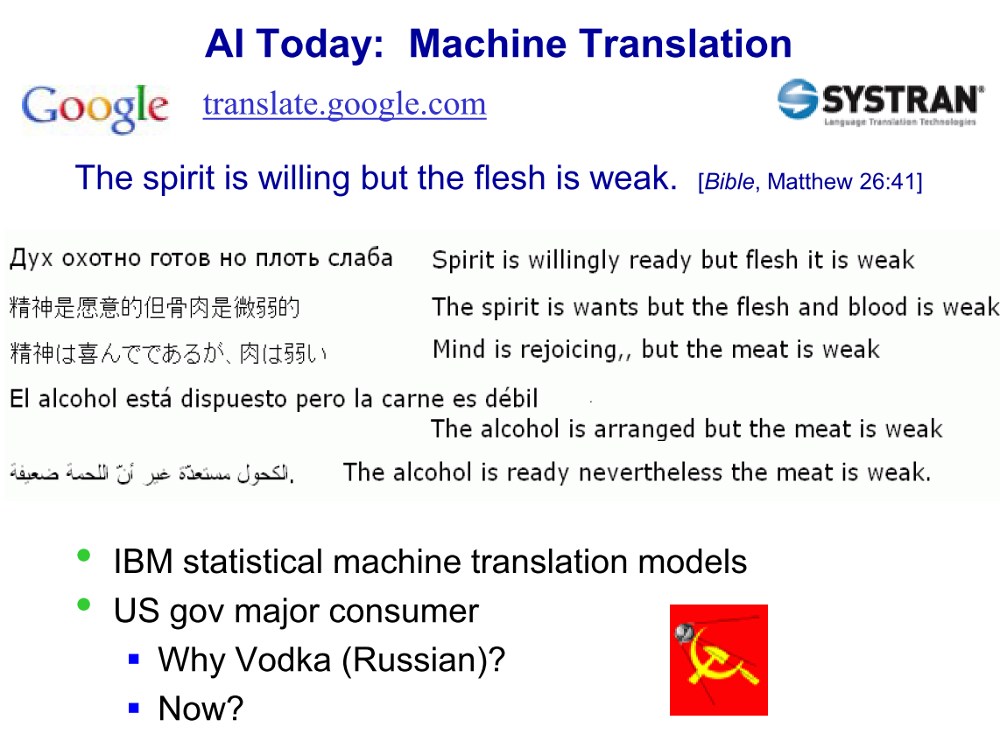 AI Today: Machine Translation
Google translate.google.com SYSTRAN®
Language Translation Technologies
The spirit is willing but the flesh is weak. [Bible, Matthew 26:41]
Дух охотно готов но плоть слаба Spirit is willingly ready but flesh it is weak
精神是愿意的但骨肉是微弱的 The spirit is wants but the flesh and blood is weak
精神は喜んでであるが、肉は弱い Mind is rejoicing,, but the meat is weak
El alcohol está dispuesto pero la carne es débil
The alcohol is arranged but the meat is weak
الكحول مستعدّة غير أنّ اللحمة ضعيفة. The alcohol is ready nevertheless the meat is weak.
• IBM statistical machine translation models
• US gov major consumer
▪ Why Vodka (Russian)?
▪ Now?